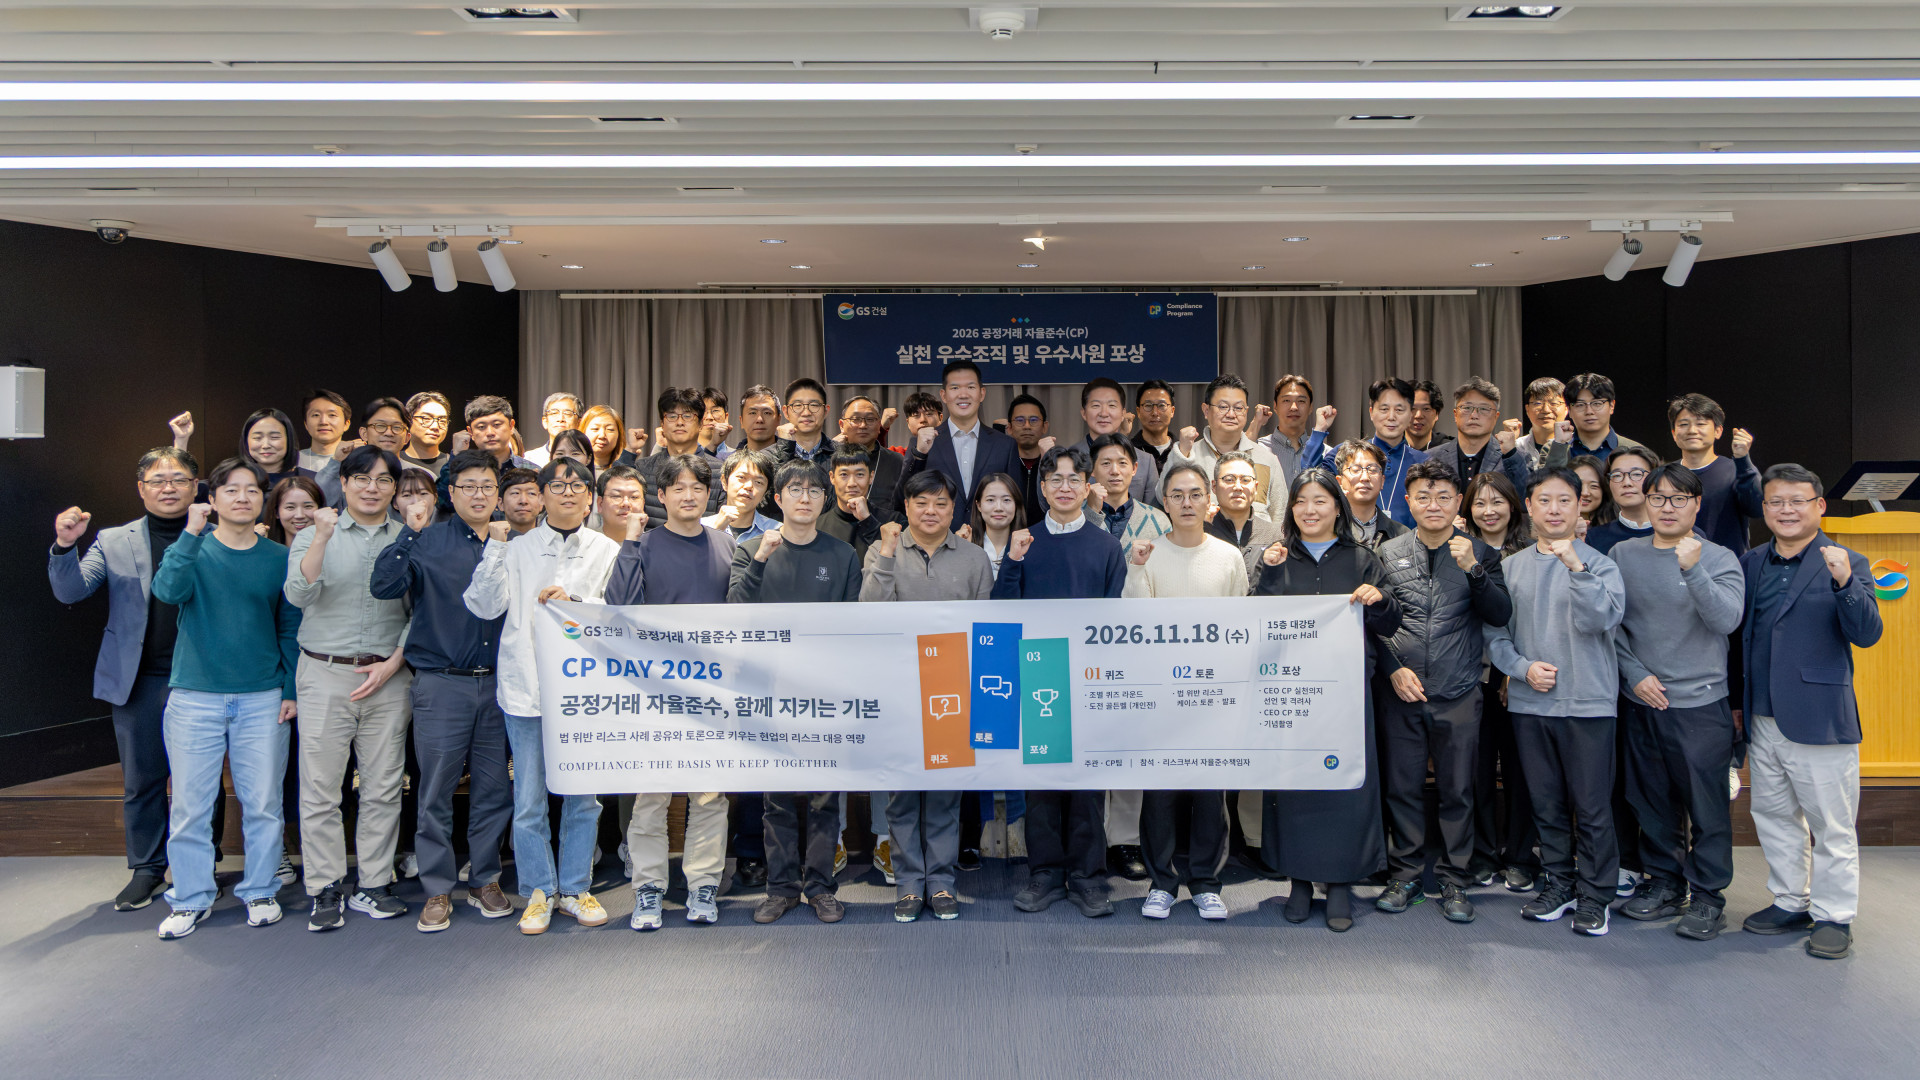 GS건설
Compliance
Program
2026 공정거래 자율준수(CP)
실천 우수조직 및 우수사원 포상
GS건설 | 공정거래 자율준수 프로그램
CP DAY 2026
공정거래 자율준수, 함께 지키는 기본
법 위반 리스크 사례 공유와 토론으로 키우는 현업의 리스크 대응 역량
COMPLIANCE: THE BASIS WE KEEP TOGETHER
01
퀴즈
02
토론
03
포상
2026.11.18 (수)
15층 대강당
Future Hall
01 퀴즈
· 조별 퀴즈 라운드
· 도전 골든벨 (개인전)
02 토론
· 법 위반 리스크
케이스 토론 · 발표
03 포상
· CEO CP 실천의지
선언 및 격려사
· CEO CP 포상
· 기념촬영
주관 · CP팀 | 참석 · 리스크부서 자율준수책임자
CP